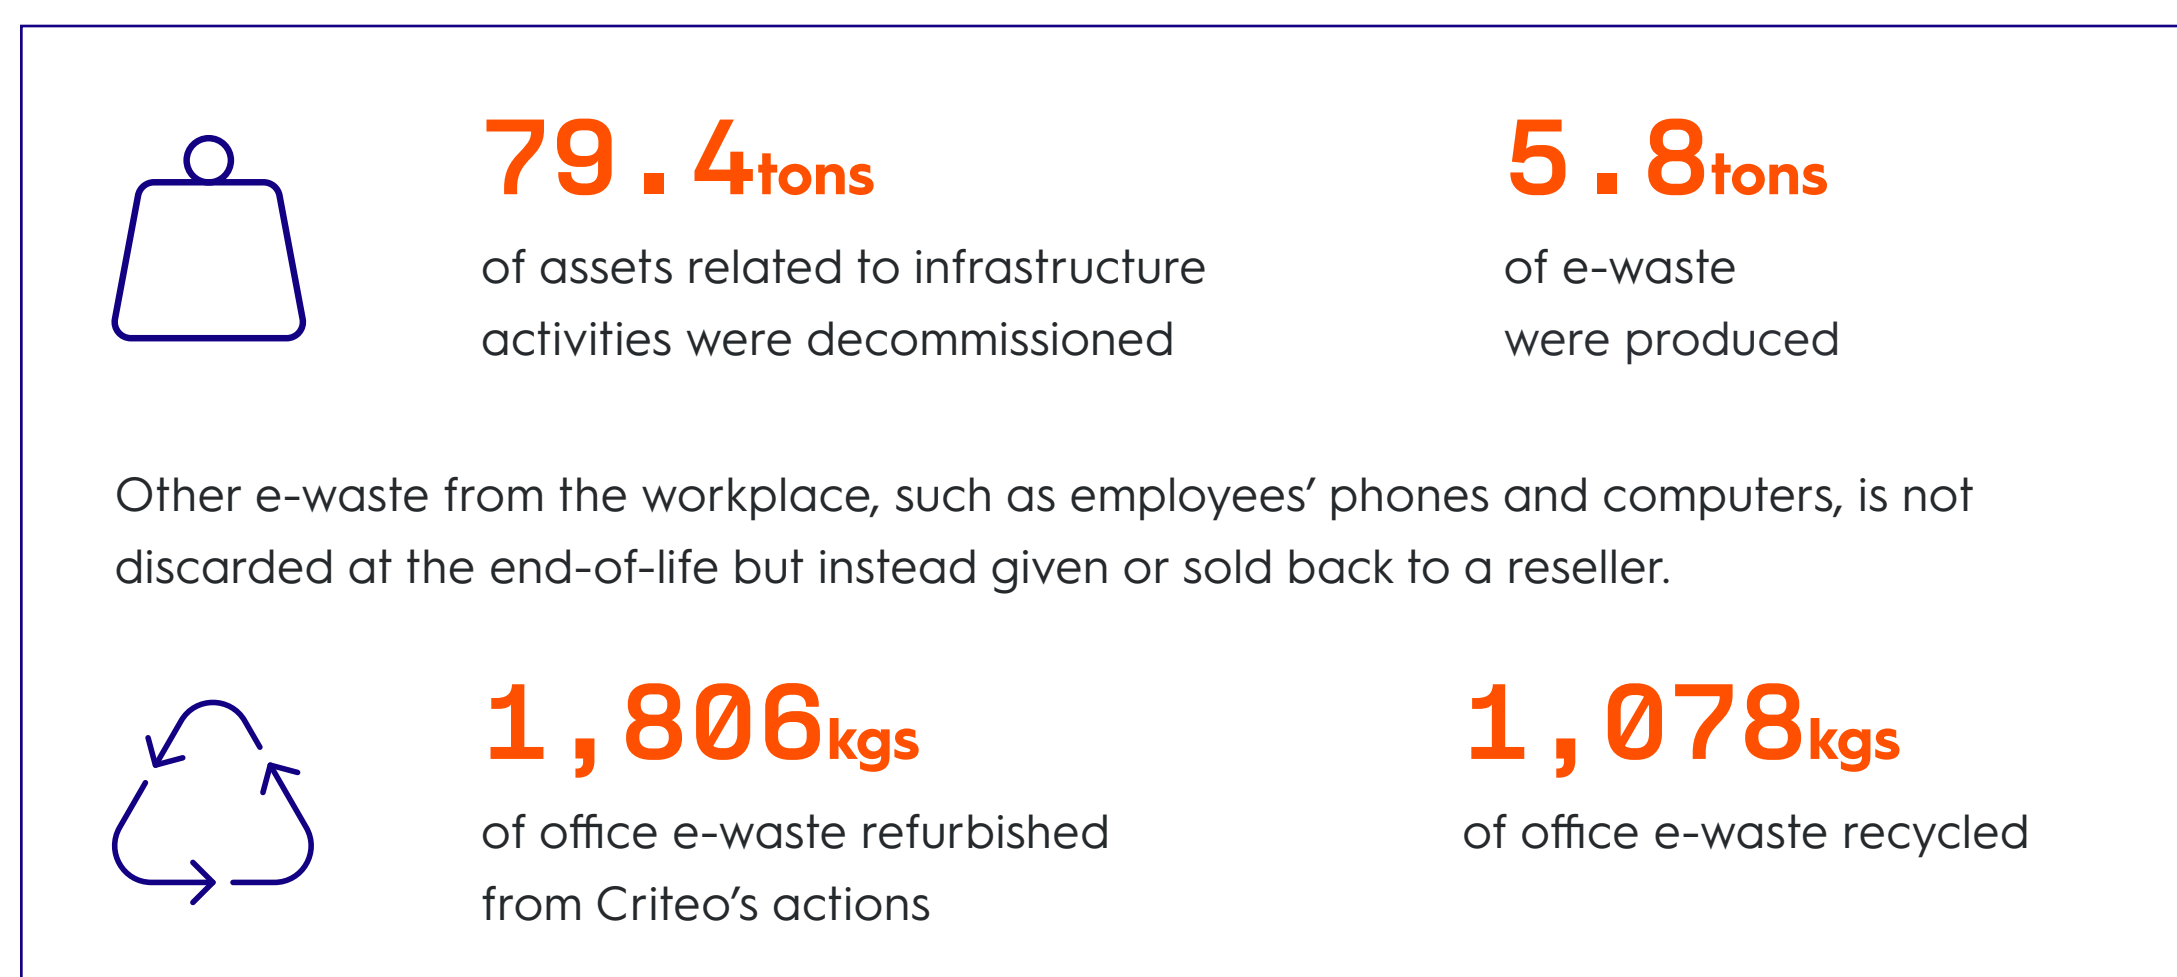 79.4tons
of assets related to infrastructure
activities were decommissioned
5.8tons
of e-waste
were produced
Other e-waste from the workplace, such as employees’ phones and computers, is not
discarded at the end-of-life but instead given or sold back to a reseller.
1,806kgs
of office e-waste refurbished
from Criteo’s actions
1,078kgs
of office e-waste recycled